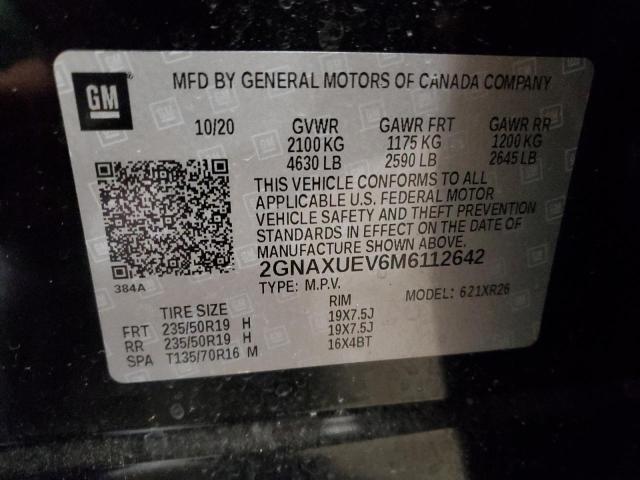 GM
MFD BY GENERAL MOTORS OF CANADA COMPANY
10/20 GVWR GAWR FRT GAWR RR
2100 KG 1175 KG 1200 KG
4630 LB 2590 LB 2645 LB
THIS VEHICLE CONFORMS TO ALL
APPLICABLE U.S. FEDERAL MOTOR
VEHICLE SAFETY AND THEFT PREVENTION
STANDARDS IN EFFECT ON THE DATE OF
MANUFACTURE SHOWN ABOVE.
2GNAXUEV6M6112642
384A
TYPE: M.P.V. MODEL: 621XR26
TIRE SIZE RIM
FRT 235/50R19 H 19X7.5J
RR 235/50R19 H 19X7.5J
SPA T135/70R16 M 16X4BT